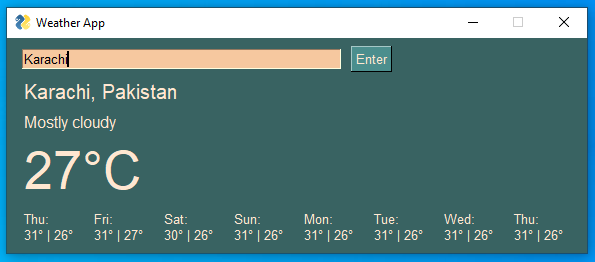 Weather App
Karachi Enter
Karachi, Pakistan
Mostly cloudy
27°C
Thu: Fri: Sat: Sun: Mon: Tue: Wed: Thu:
31° | 26° 31° | 27° 30° | 26° 31° | 26° 31° | 26° 31° | 26° 31° | 26° 31° | 26°